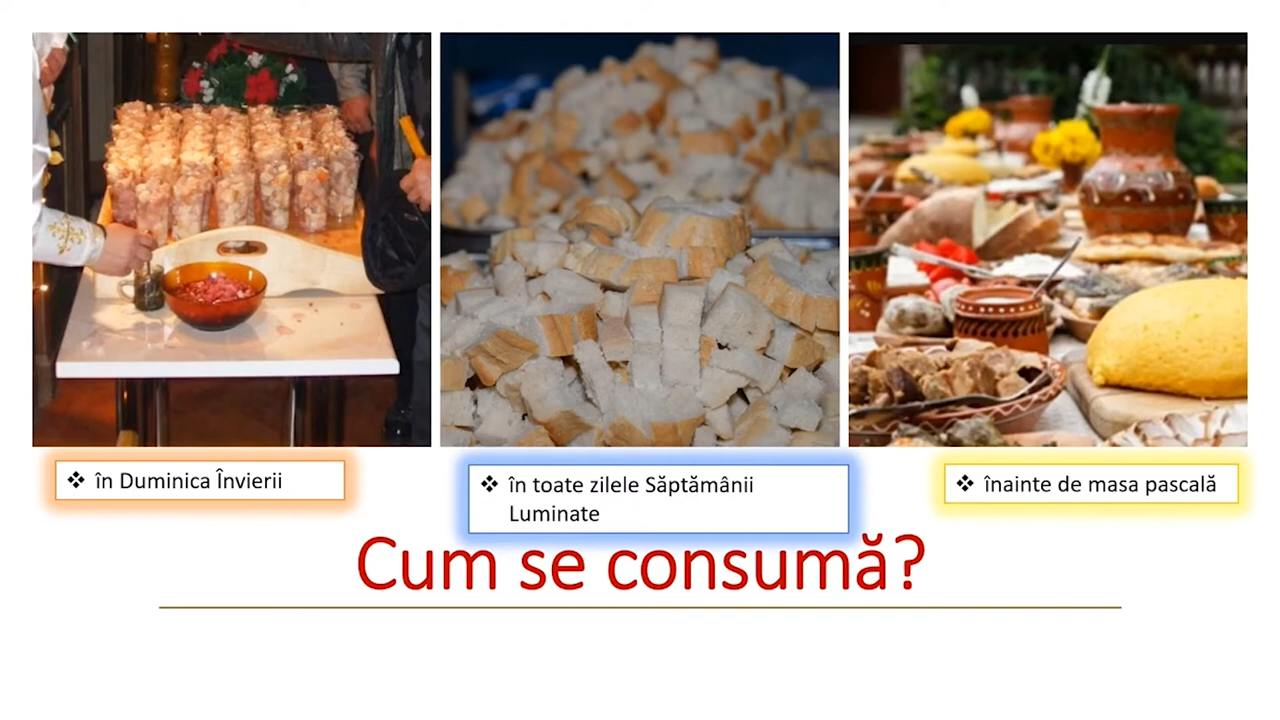 ❖ în Duminica Învierii
❖ în toate zilele Săptămânii
Luminate
❖ înainte de masa pascală
Cum se consumă?